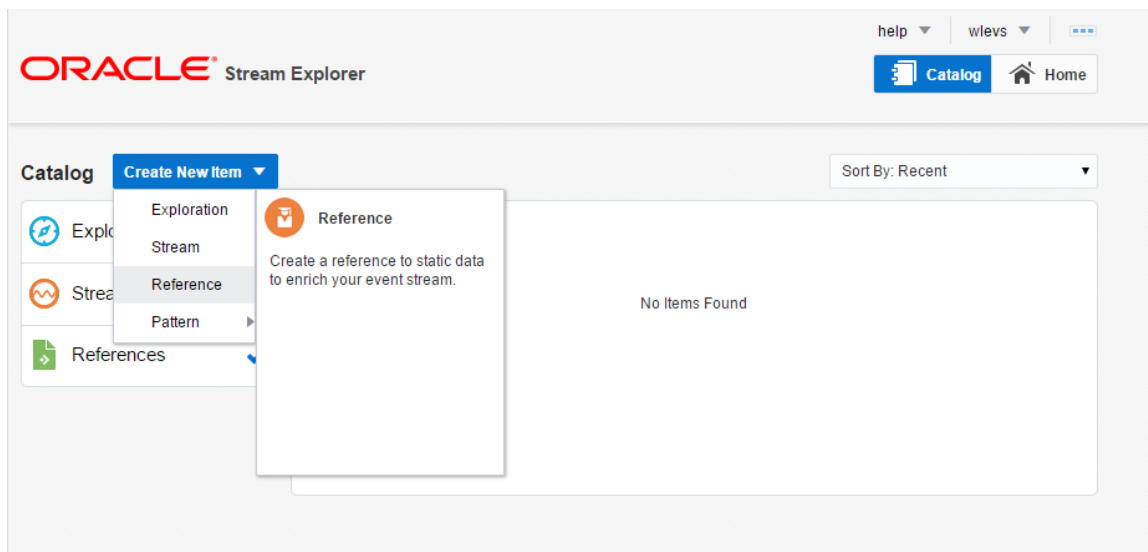 help
wlevs
ORACLE® Stream Explorer
Catalog
Home
Catalog
Create New Item
Sort By: Recent
Exploration
Stream
Reference
Pattern
Explo
Strea
References
Reference
Create a reference to static data
to enrich your event stream.
No Items Found